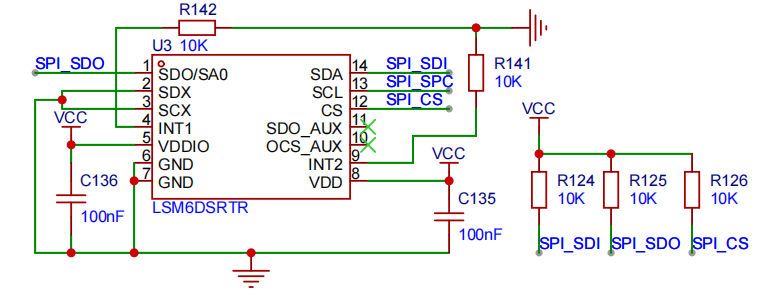 R142
U3 10K
SPI_SDO
1 SDO/SA0
2 SDX
3 SCX
4 INT1
5 VDDIO
6 GND
7 GND
14 SDA
13 SCL
12 CS
11 SDO_AUX
10 OCS_AUX
9 INT2
8 VDD
LSM6DSRTR
SPI_SDI
SPI_SPC
SPI_CS
R141
10K
VCC
C136
100nF
VCC
C135
100nF
VCC
R124
10K
R125
10K
R126
10K
SPI_SDI
SPI_SDO
SPI_CS